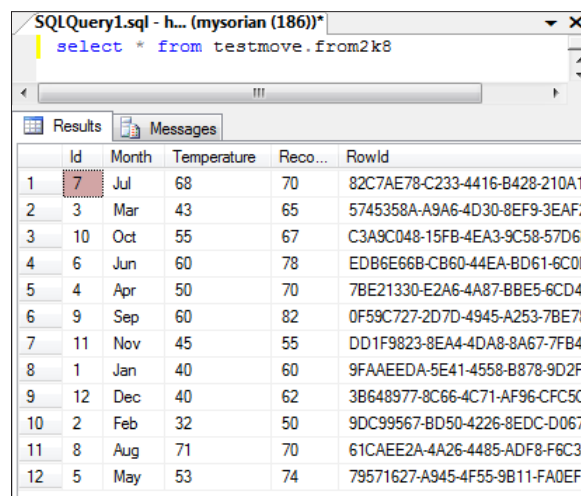 SQLQuery1.sql - h... (mysorian (186))*
select * from testmove.from2k8
Results Messages
Id Month Temperature Reco... RowId
1 7 Jul 68 70 82C7AE78-C233-4416-B428-210A1
2 3 Mar 43 65 5745358A-A9A6-4D30-8EF9-3EAF2
3 10 Oct 55 67 C3A9C048-15FB-4EA3-9C58-57D6
4 6 Jun 60 78 EDB6E66B-CB60-44EA-BD61-6C0
5 4 Apr 50 70 7BE21330-E2A6-4A87-BBE5-6CD4
6 9 Sep 60 82 0F59C727-2D7D-4945-A253-7BE78
7 11 Nov 45 55 DD1F9823-8EA4-4DA8-8A67-7FB4
8 1 Jan 40 60 9FAAEEDA-5E41-4558-B878-9D2F
9 12 Dec 40 62 3B648977-8C66-4C71-AF96-CFC5
10 2 Feb 32 50 9DC99567-BD50-4226-8EDC-D067
11 8 Aug 71 70 61CAEE2A-4A26-4485-ADF8-F6C3
12 5 May 53 74 79571627-A945-4F55-9B11-FA0EF